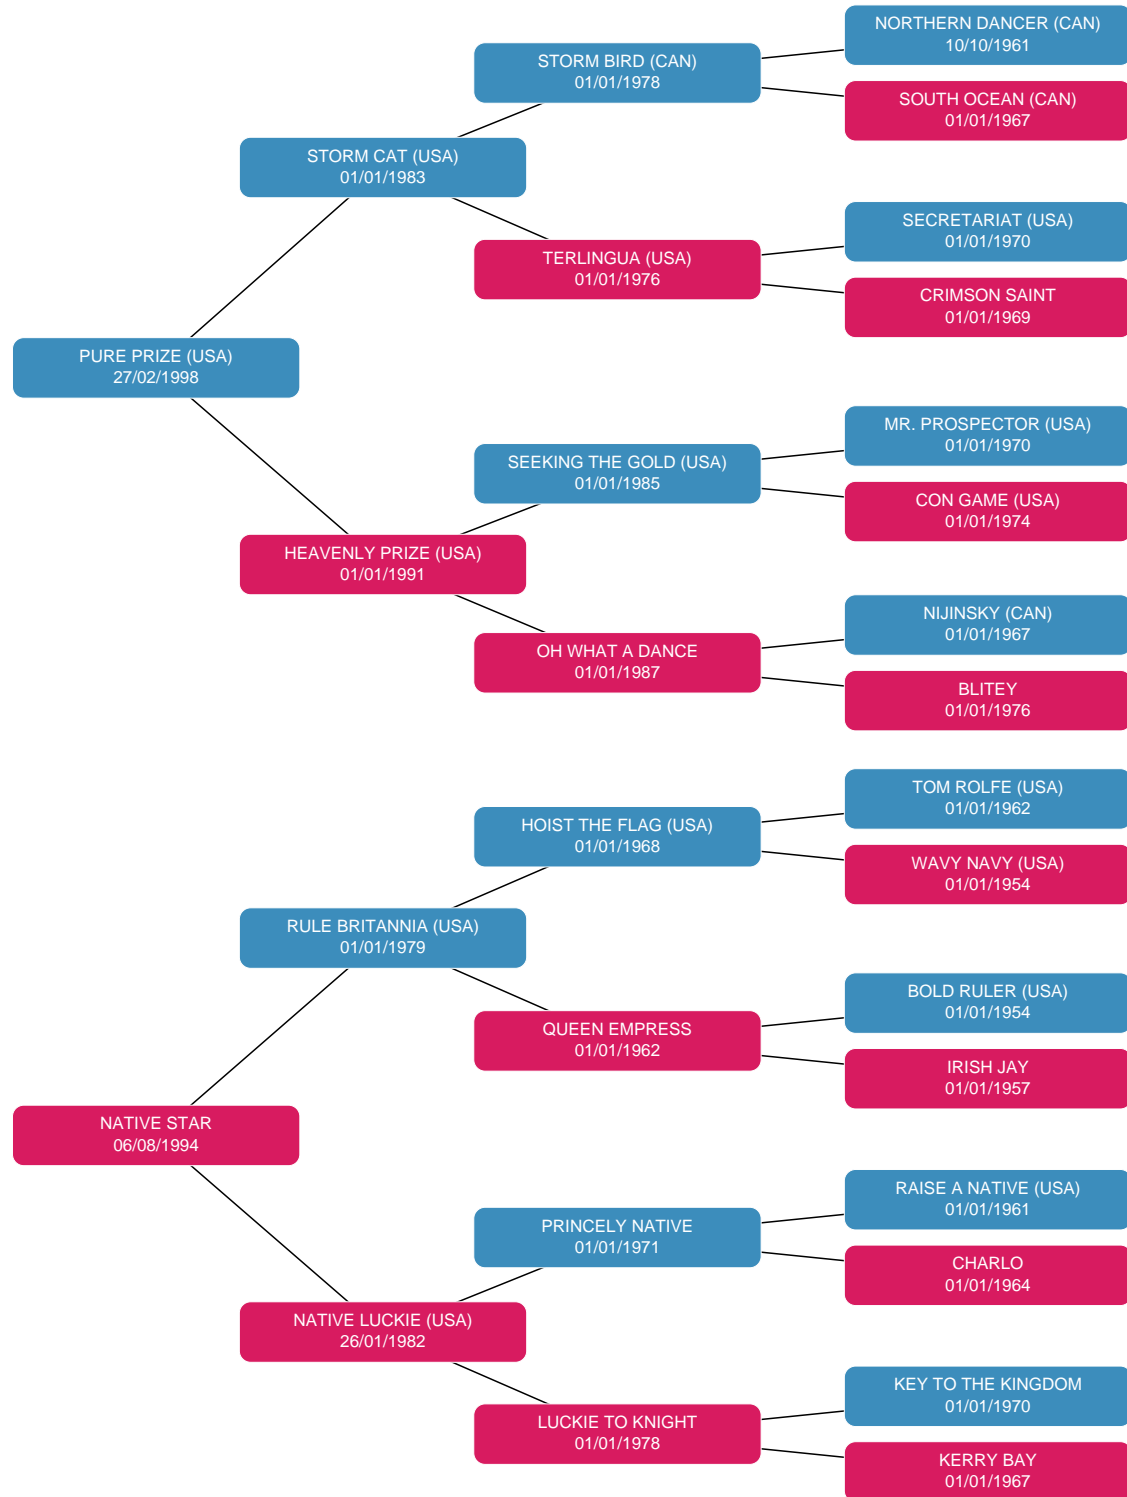 NORTHERN DANCER (CAN)
10/10/1961
STORM BIRD (CAN)
01/01/1978
SOUTH OCEAN (CAN)
01/01/1967
STORM CAT (USA)
01/01/1983
SECRETARIAT (USA)
01/01/1970
TERLINGUA (USA)
01/01/1976
CRIMSON SAINT
01/01/1969
PURE PRIZE (USA)
27/02/1998
MR. PROSPECTOR (USA)
01/01/1970
SEEKING THE GOLD (USA)
01/01/1985
CON GAME (USA)
01/01/1974
HEAVENLY PRIZE (USA)
01/01/1991
NIJINSKY (CAN)
01/01/1967
OH WHAT A DANCE
01/01/1987
BLITEY
01/01/1976
TOM ROLFE (USA)
01/01/1962
HOIST THE FLAG (USA)
01/01/1968
WAVY NAVY (USA)
01/01/1954
RULE BRITANNIA (USA)
01/01/1979
BOLD RULER (USA)
01/01/1954
QUEEN EMPRESS
01/01/1962
IRISH JAY
01/01/1957
NATIVE STAR
06/08/1994
RAISE A NATIVE (USA)
01/01/1961
PRINCELY NATIVE
01/01/1971
CHARLO
01/01/1964
NATIVE LUCKIE (USA)
26/01/1982
KEY TO THE KINGDOM
01/01/1970
LUCKIE TO KNIGHT
01/01/1978
KERRY BAY
01/01/1967